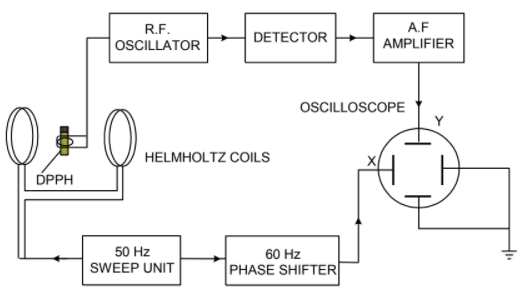 R.F.
OSCILLATOR
DETECTOR
A.F
AMPLIFIER
OSCILLOSCOPE
Y
X
HELMHOLTZ COILS
DPPH
50 Hz
SWEEP UNIT
60 Hz
PHASE SHIFTER